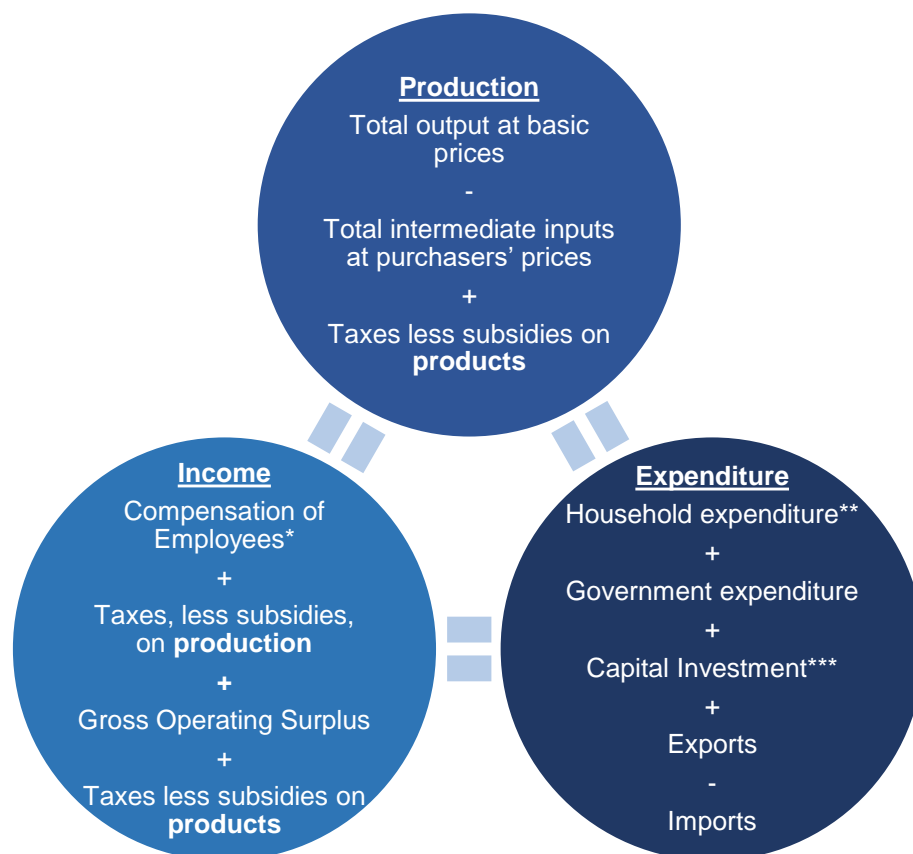 Production
Total output at basic
prices
-
Total intermediate inputs
at purchasers’ prices
+
Taxes less subsidies on
products
Income
Compensation of
Employees*
+
Taxes, less subsidies,
on production
+
Gross Operating Surplus
+
Taxes less subsidies on
products
Expenditure
Household expenditure**
+
Government expenditure
+
Capital Investment***
+
Exports
-
Imports